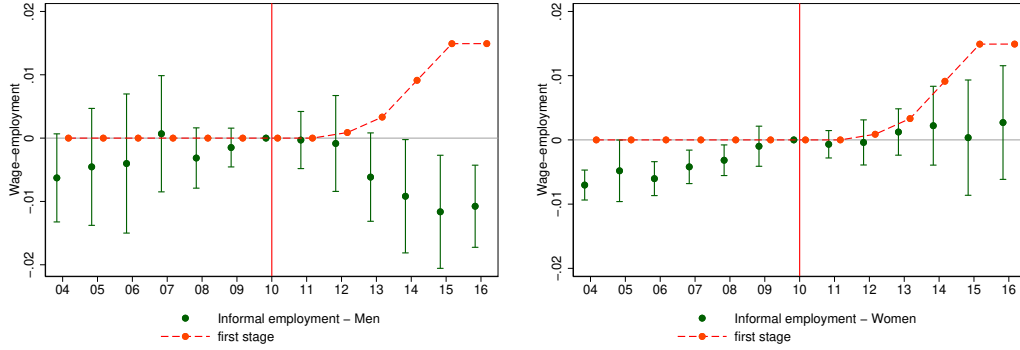 .02
.01
0
-.01
-.02
Wage-employment
04 05 06 07 08 09 10 11 12 13 14 15 16
Informal employment – Men
first stage
.02
.01
0
-.01
-.02
Wage-employment
04 05 06 07 08 09 10 11 12 13 14 15 16
Informal employment – Women
first stage